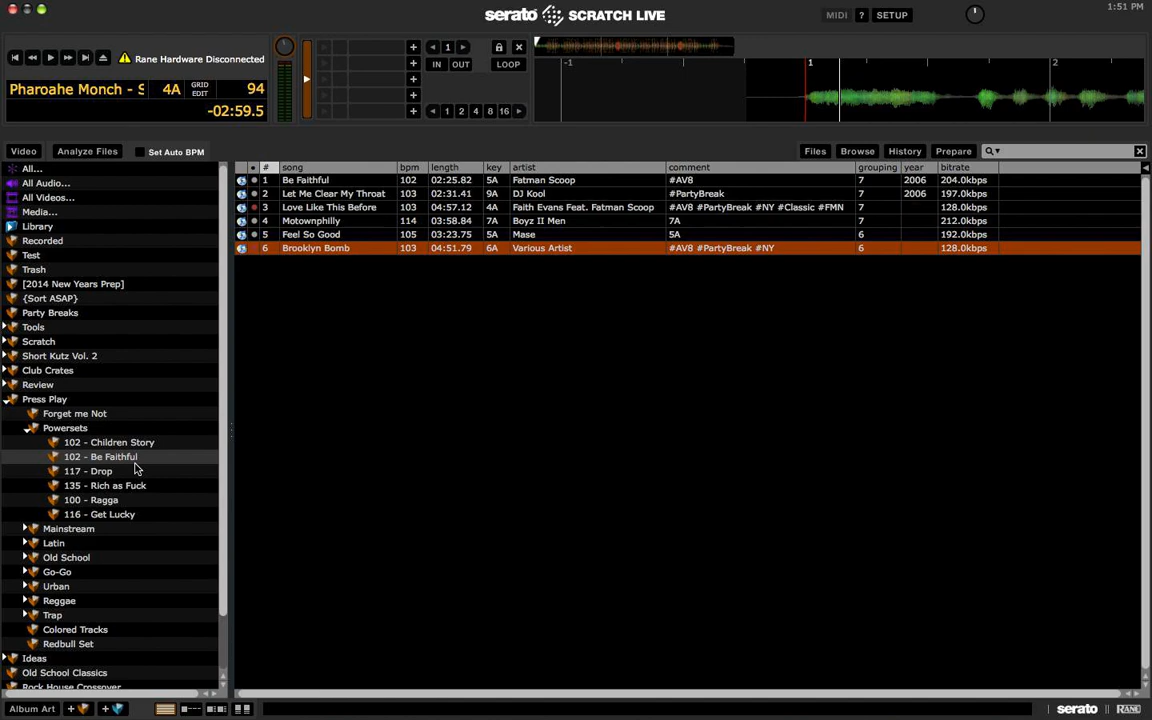 1:51 PM
serato SCRATCH LIVE
MIDI ? SETUP
Rane Hardware Disconnected
Pharoahe Monch - S 4A GRID EDIT 94
-02:59.5
1
IN OUT LOOP
1 2 4 8 16
-1 1 2
Video Analyze Files Set Auto BPM
Files Browse History Prepare
# song bpm length key artist comment grouping year bitrate
1 Be Faithful 102 02:25.82 5A Fatman Scoop #AV8 7 2006 204.0kbps
2 Let Me Clear My Throat 103 02:31.41 9A DJ Kool #PartyBreak 7 2006 197.0kbps
3 Love Like This Before 103 04:57.12 4A Faith Evans Feat. Fatman Scoop #AV8 #PartyBreak #NY #Classic #FMN 7 128.0kbps
4 Motownphilly 114 03:58.84 7A Boyz II Men 7A 7 212.0kbps
5 Feel So Good 105 03:23.75 5A Mase 5A 6 192.0kbps
6 Brooklyn Bomb 103 04:51.79 6A Various Artist #AV8 #PartyBreak #NY 6 128.0kbps
All...
All Audio...
All Videos...
Media...
Library
Recorded
Test
Trash
[2014 New Years Prep]
{Sort ASAP}
Party Breaks
Tools
Scratch
Short Kutz Vol. 2
Club Crates
Review
Press Play
Forget me Not
Powersets
102 - Children Story
102 - Be Faithful
117 - Drop
135 - Rich as Fuck
100 - Ragga
116 - Get Lucky
Mainstream
Latin
Old School
Go-Go
Urban
Reggae
Trap
Colored Tracks
Redbull Set
Ideas
Old School Classics
Rock House Crossover
Album Art
serato RANE